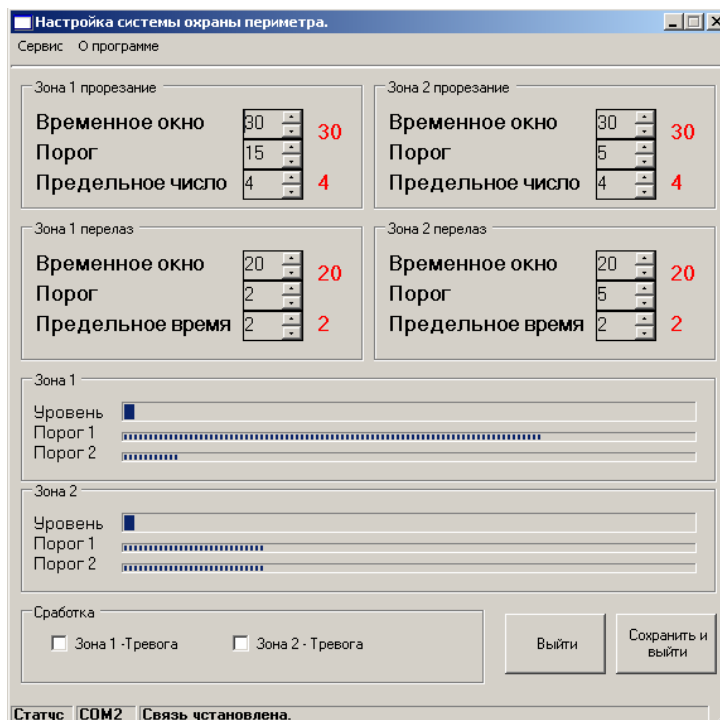 Настройка системы охраны периметра.
Сервис О программе
Зона 1 прорезание
Временное окно 30 30
Порог 15
Предельное число 4 4
Зона 2 прорезание
Временное окно 30 30
Порог 5
Предельное число 4 4
Зона 1 перелаз
Временное окно 20 20
Порог 2
Предельное время 2 2
Зона 2 перелаз
Временное окно 20 20
Порог 5
Предельное время 2 2
Зона 1
Уровень
Порог 1
Порог 2
Зона 2
Уровень
Порог 1
Порог 2
Сработка
Зона 1 -Тревога Зона 2 - Тревога
Выйти
Сохранить и
выйти
Статус COM2 Связь установлена.